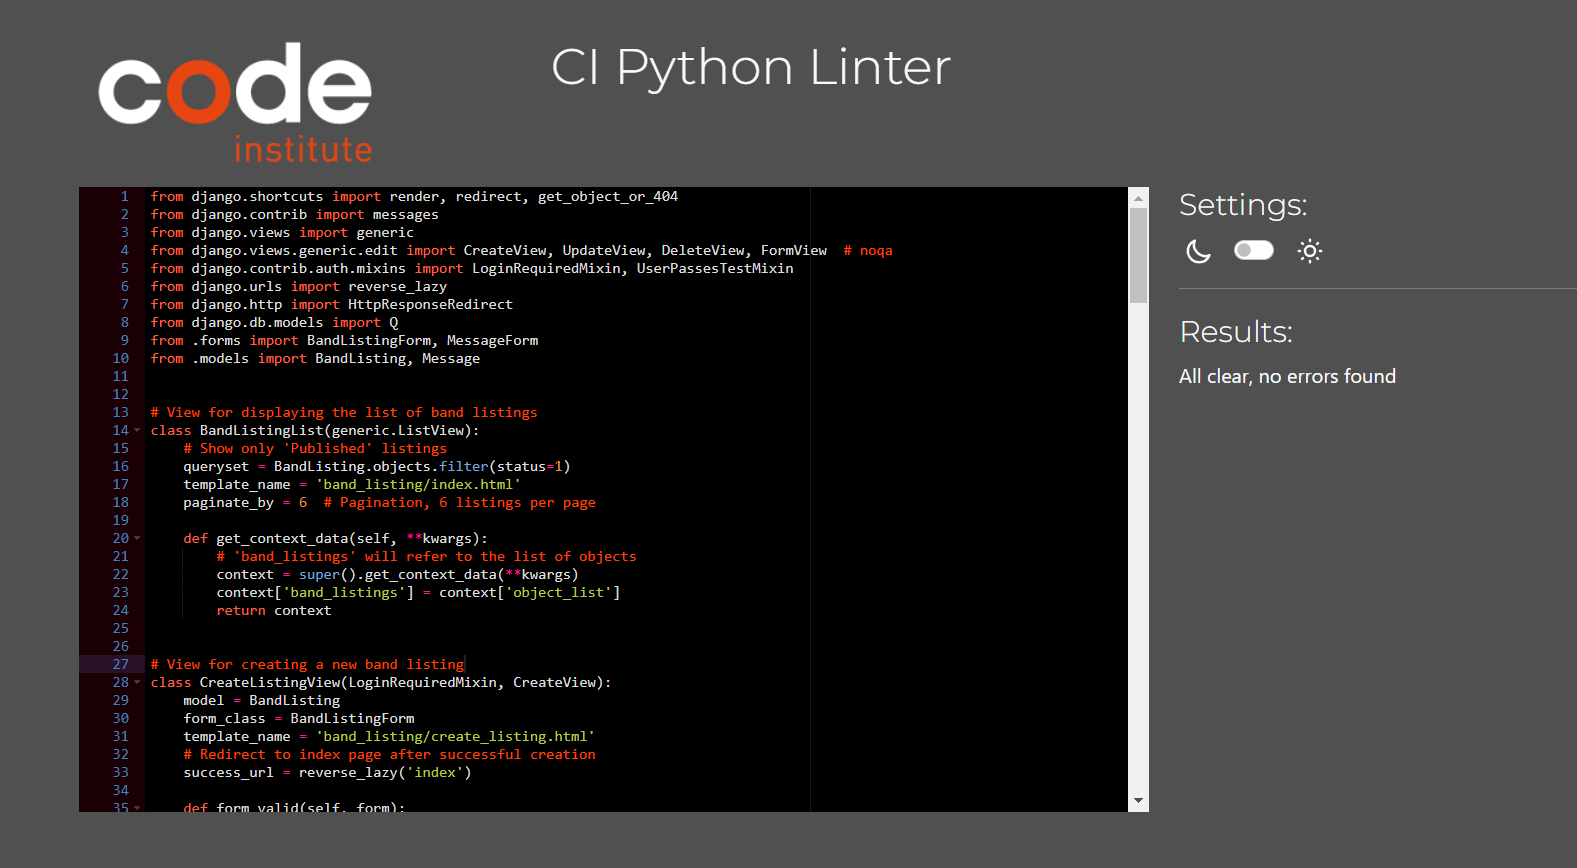 code
institute
CI Python Linter
1 from django.shortcuts import render, redirect, get_object_or_404
2 from django.contrib import messages
3 from django.views import generic
4 from django.views.generic.edit import CreateView, UpdateView, DeleteView, FormView  # noqa
5 from django.contrib.auth.mixins import LoginRequiredMixin, UserPassesTestMixin
6 from django.urls import reverse_lazy
7 from django.http import HttpResponseRedirect
8 from django.db.models import Q
9 from .forms import BandListingForm, MessageForm
10 from .models import BandListing, Message
11
12
13 # View for displaying the list of band listings
14 class BandListingList(generic.ListView):
15     # Show only 'Published' listings
16     queryset = BandListing.objects.filter(status=1)
17     template_name = 'band_listing/index.html'
18     paginate_by = 6  # Pagination, 6 listings per page
19
20     def get_context_data(self, **kwargs):
21         # 'band_listings' will refer to the list of objects
22         context = super().get_context_data(**kwargs)
23         context['band_listings'] = context['object_list']
24         return context
25
26
27 # View for creating a new band listing
28 class CreateListingView(LoginRequiredMixin, CreateView):
29     model = BandListing
30     form_class = BandListingForm
31     template_name = 'band_listing/create_listing.html'
32     # Redirect to index page after successful creation
33     success_url = reverse_lazy('index')
34
35     def form_valid(self, form):
Settings:
Results:
All clear, no errors found